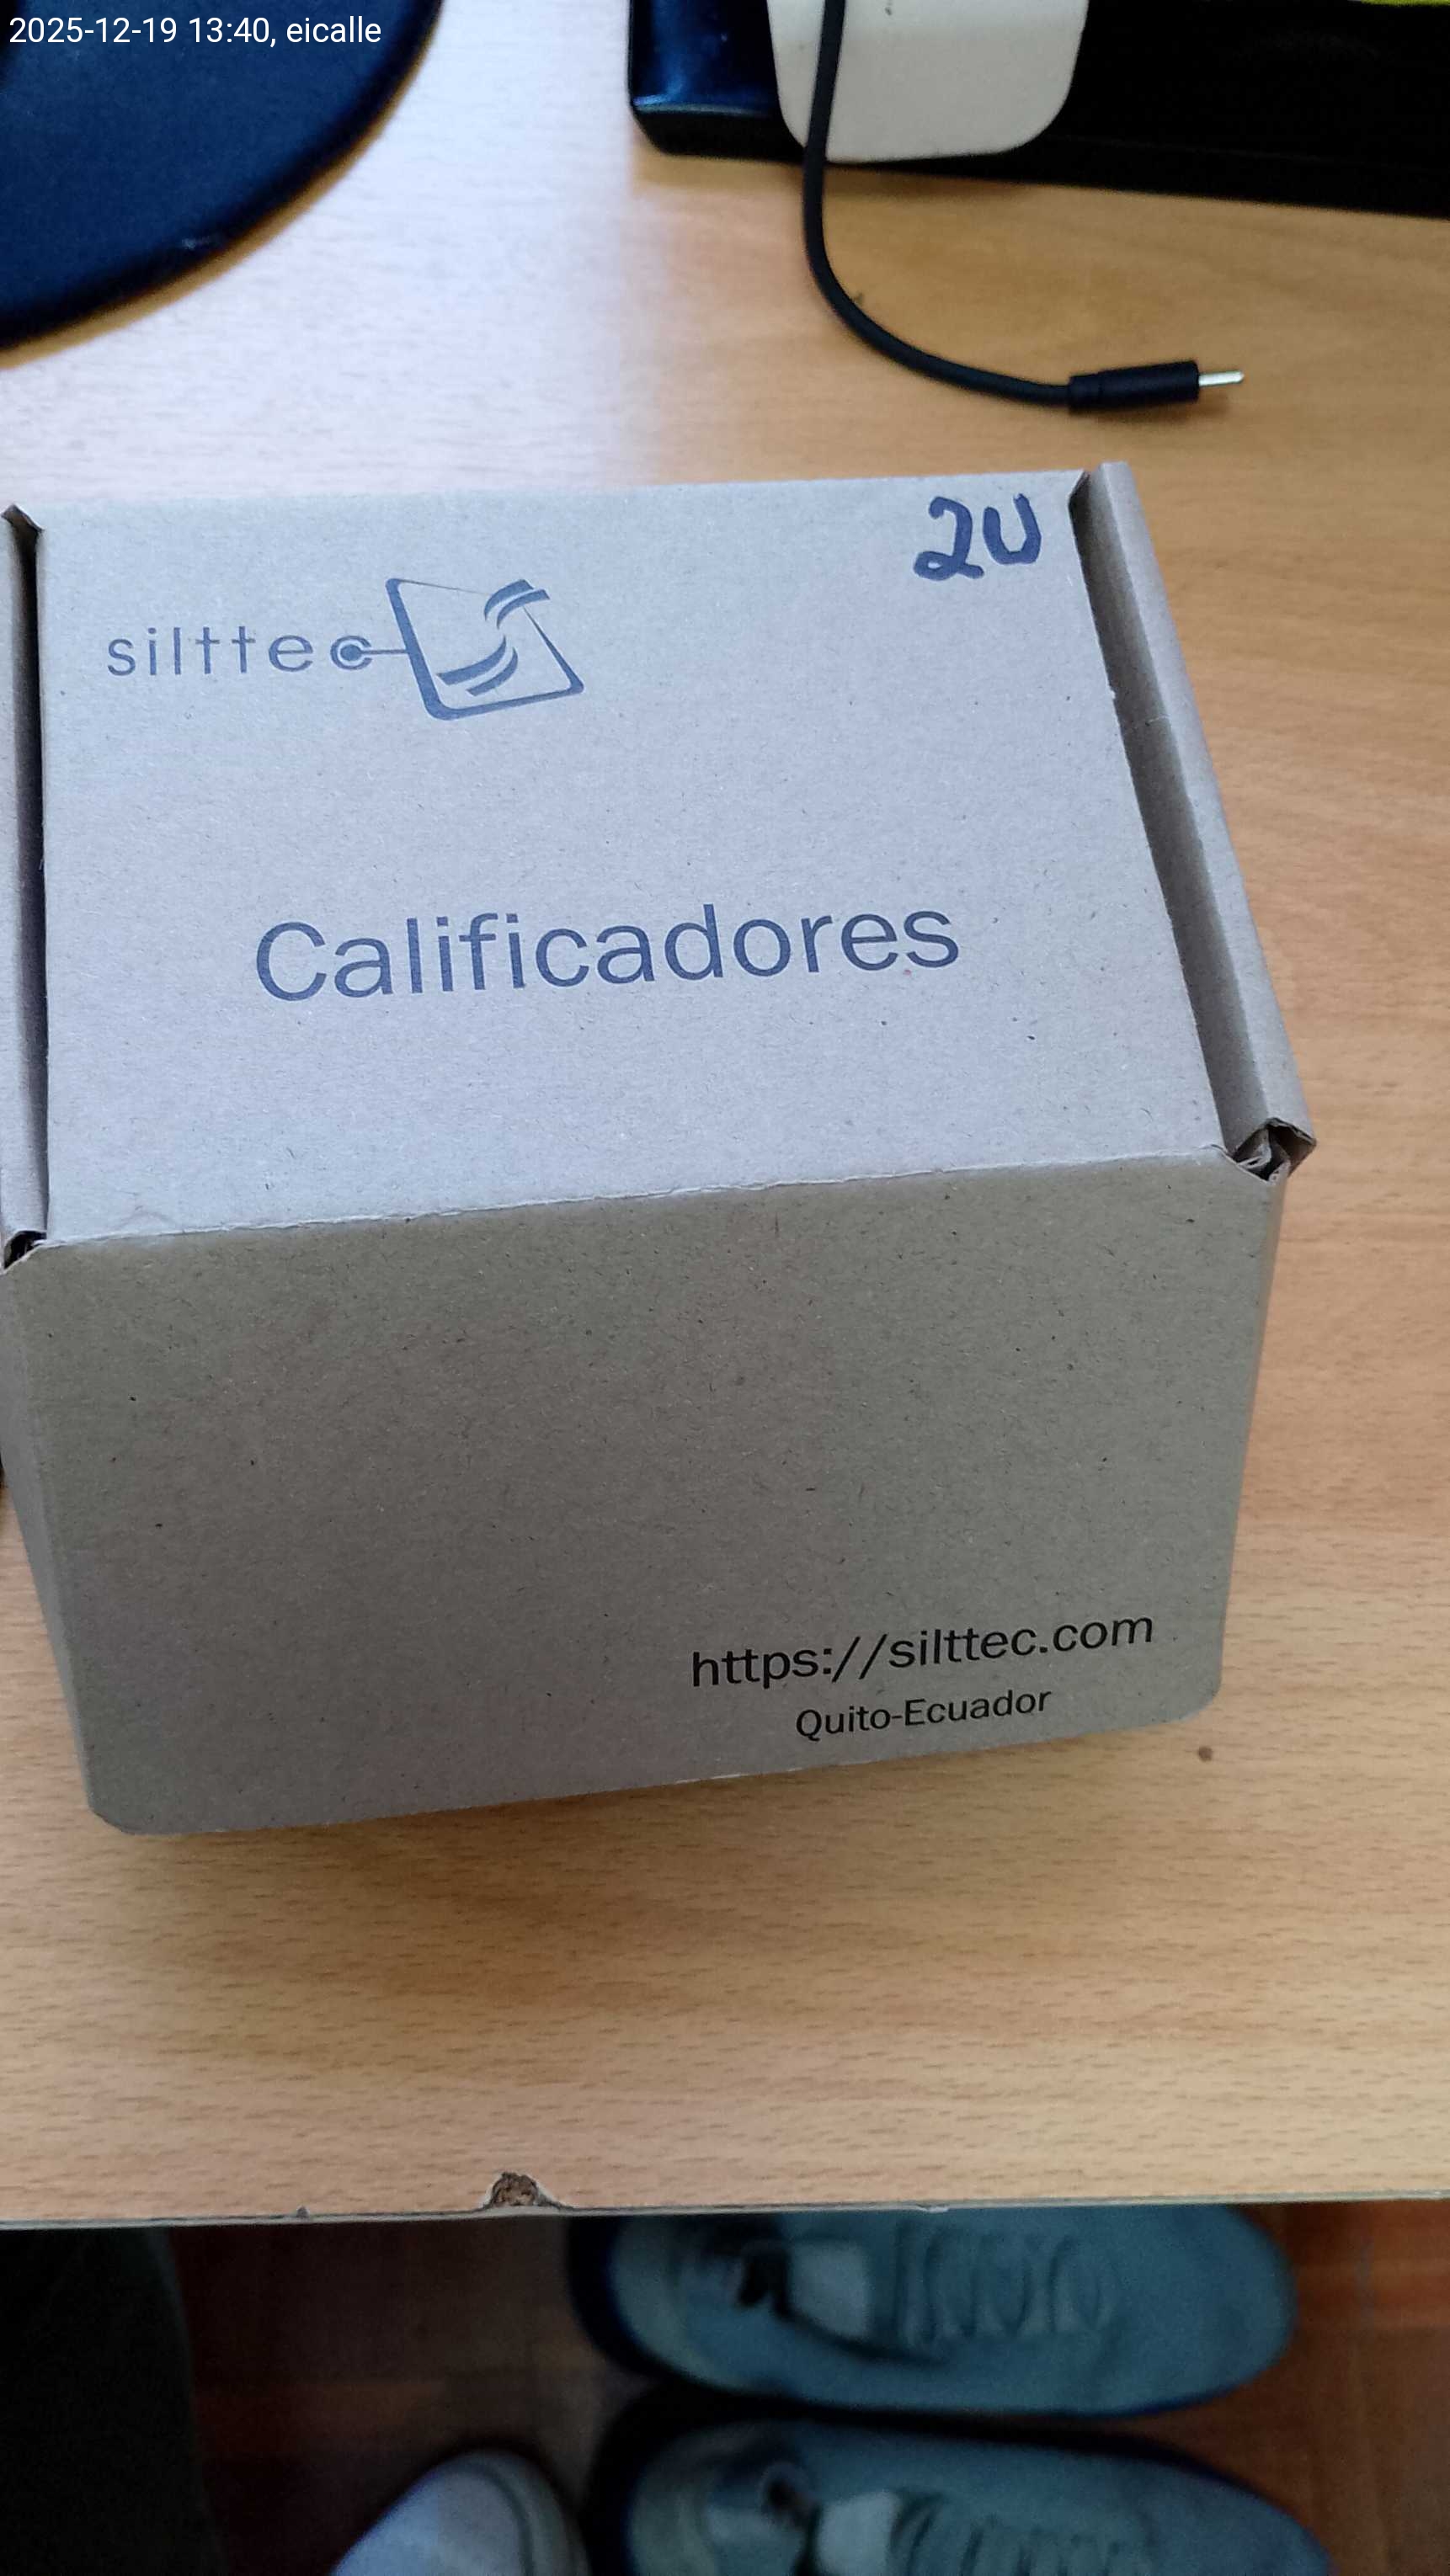 2025-12-19 13:40, eicalle
2U
silttec
Calificadores
https://silttec.com
Quito-Ecuador